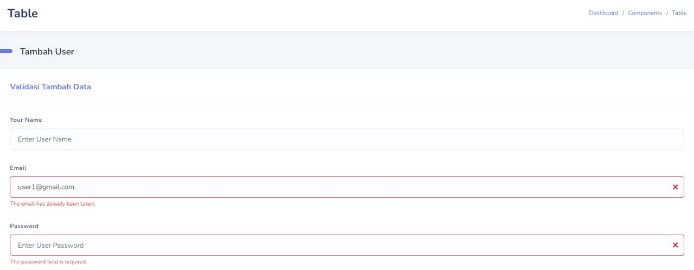 Table
Dashboard / Components / Table
Tambah User
Validasi Tambah Data
Your Name
Enter User Name
Email
user1@gmail.com
The email has already been taken.
Password
Enter User Password
The password field is required.